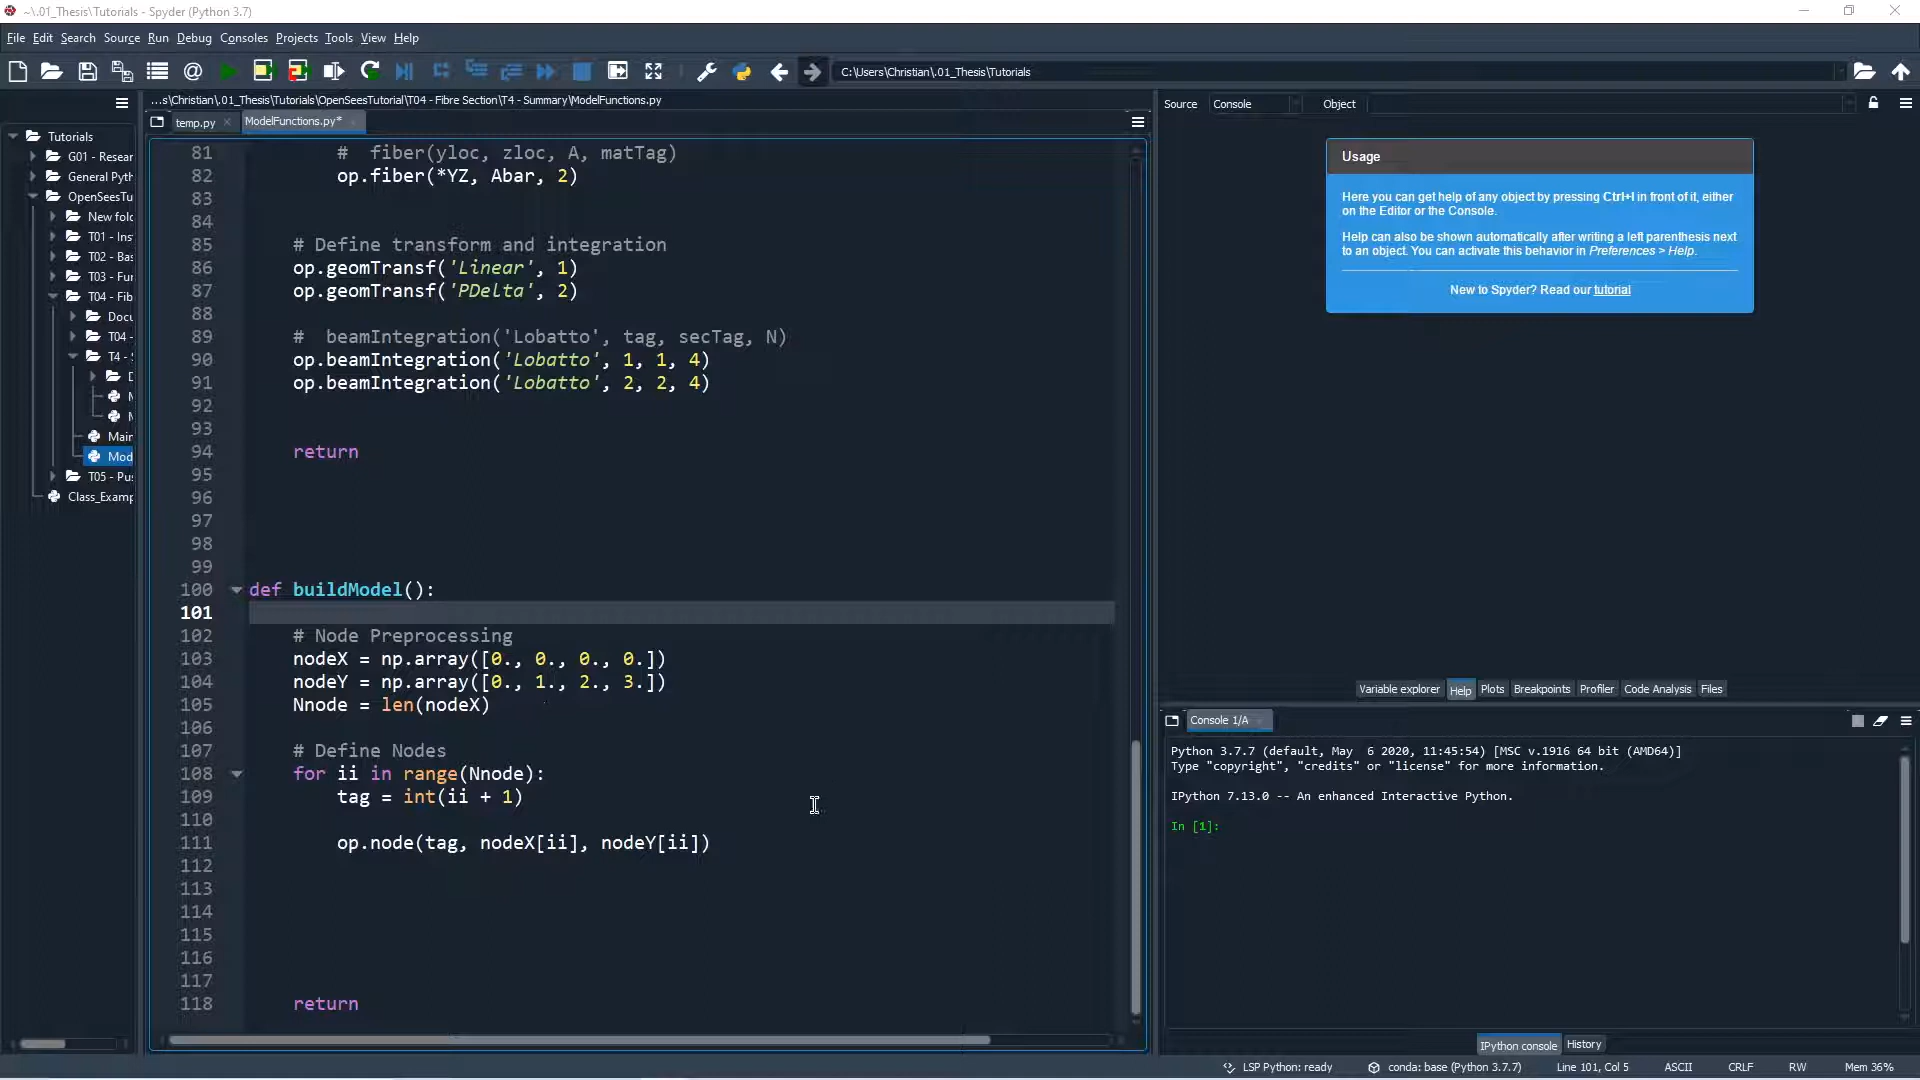 ~\.01_Thesis\Tutorials - Spyder (Python 3.7)
File Edit Search Source Run Debug Consoles Projects Tools View Help
C:\Users\Christian\.01_Thesis\Tutorials
Tutorials
G01 - Resear
General Pyth
OpenSeesTu
New fold
T01 - Ins
T02 - Bas
T03 - Fur
T04 - Fib
Docu
T04 -
T4 - S
D
M
M
Main
Mod
T05 - Pus
Class_Examp
...s\Christian\.01_Thesis\Tutorials\OpenSeesTutorial\T04 - Fibre Section\T4 - Summary\ModelFunctions.py
temp.py ModelFunctions.py*
81 # fiber(yloc, zloc, A, matTag)
82 op.fiber(*YZ, Abar, 2)
83
84
85 # Define transform and integration
86 op.geomTransf('Linear', 1)
87 op.geomTransf('PDelta', 2)
88
89 # beamIntegration('Lobatto', tag, secTag, N)
90 op.beamIntegration('Lobatto', 1, 1, 4)
91 op.beamIntegration('Lobatto', 2, 2, 4)
92
93
94 return
95
96
97
98
99
100 def buildModel():
101
102 # Node Preprocessing
103 nodeX = np.array([0., 0., 0., 0.])
104 nodeY = np.array([0., 1., 2., 3.])
105 Nnode = len(nodeX)
106
107 # Define Nodes
108 for ii in range(Nnode):
109 tag = int(ii + 1)
110
111 op.node(tag, nodeX[ii], nodeY[ii])
112
113
114
115
116
117
118 return
Source Console Object
Usage
Here you can get help of any object by pressing Ctrl+I in front of it, either
on the Editor or the Console.
Help can also be shown automatically after writing a left parenthesis next
to an object. You can activate this behavior in Preferences > Help.
New to Spyder? Read our tutorial
Variable explorer Help Plots Breakpoints Profiler Code Analysis Files
Console 1/A
Python 3.7.7 (default, May 6 2020, 11:45:54) [MSC v.1916 64 bit (AMD64)]
Type "copyright", "credits" or "license" for more information.
IPython 7.13.0 -- An enhanced Interactive Python.
In [1]:
IPython console History
LSP Python: ready conda: base (Python 3.7.7) Line 101, Col 5 ASCII CRLF RW Mem 36%